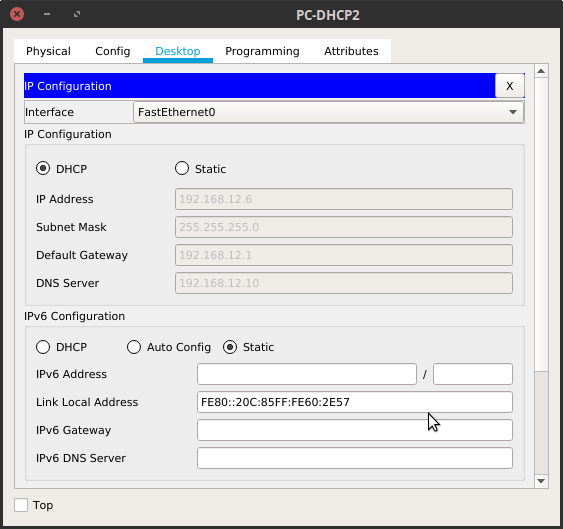 PC-DHCP2
Physical Config Desktop Programming Attributes
IP Configuration X
Interface FastEthernet0
IP Configuration
DHCP Static
IP Address 192.168.12.6
Subnet Mask 255.255.255.0
Default Gateway 192.168.12.1
DNS Server 192.168.12.10
IPv6 Configuration
DHCP Auto Config Static
IPv6 Address /
Link Local Address FE80::20C:85FF:FE60:2E57
IPv6 Gateway
IPv6 DNS Server
Top